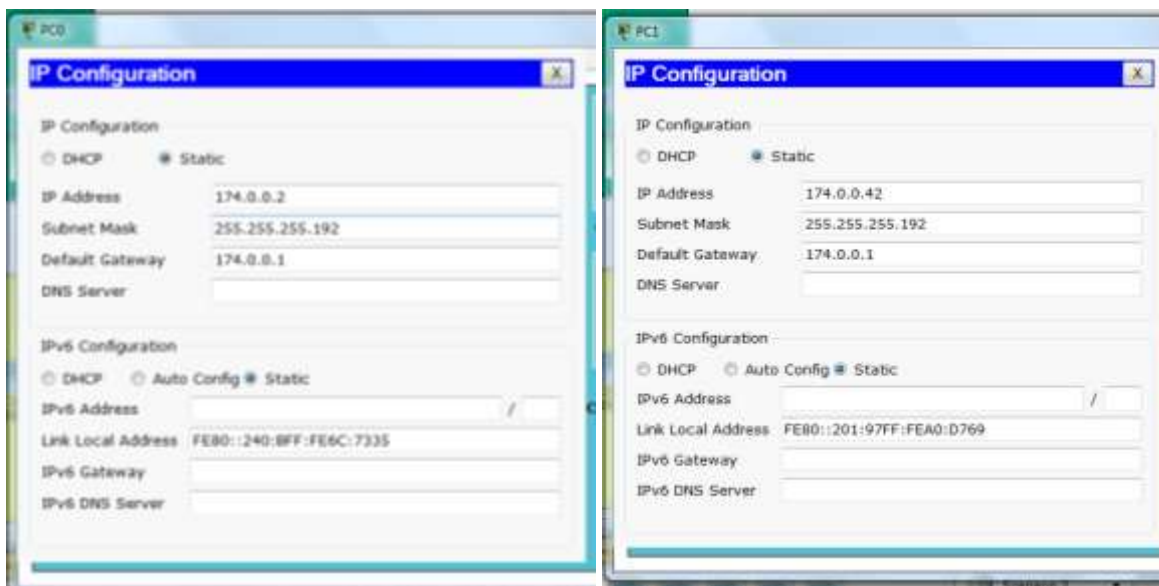 PC0
IP Configuration
X
IP Configuration
DHCP
Static
IP Address
174.0.0.2
Subnet Mask
255.255.255.192
Default Gateway
174.0.0.1
DNS Server
IPv6 Configuration
DHCP
Auto Config
Static
IPv6 Address
/
Link Local Address
FE80::240:BFF:FE6C:7335
IPv6 Gateway
IPv6 DNS Server
PC1
IP Configuration
X
IP Configuration
DHCP
Static
IP Address
174.0.0.42
Subnet Mask
255.255.255.192
Default Gateway
174.0.0.1
DNS Server
IPv6 Configuration
DHCP
Auto Config
Static
IPv6 Address
/
Link Local Address
FE80::201:97FF:FEA0:D769
IPv6 Gateway
IPv6 DNS Server